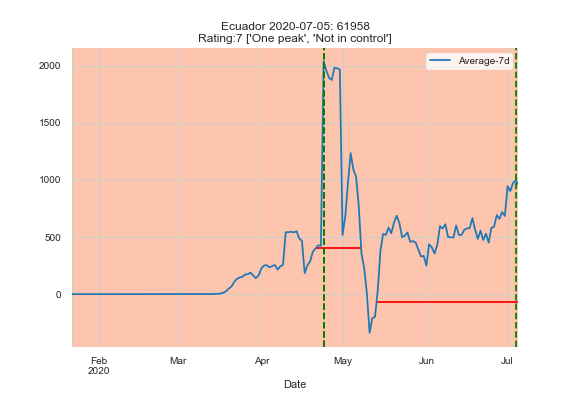 Ecuador 2020-07-05: 61958
Rating:7 ['One peak', 'Not in control']
Average-7d
2000
1500
1000
500
0
Feb
2020
Mar
Apr
May
Jun
Jul
Date